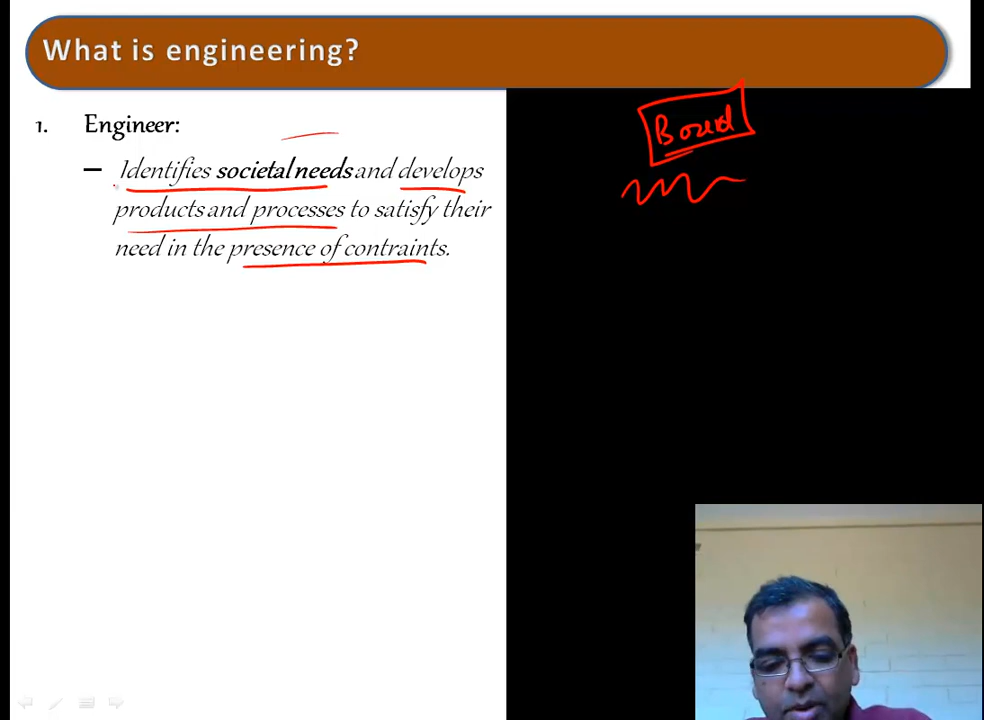 What is engineering?
1. Engineer:
– Identifies societal needs and develops
products and processes to satisfy their
need in the presence of contraints.
Board